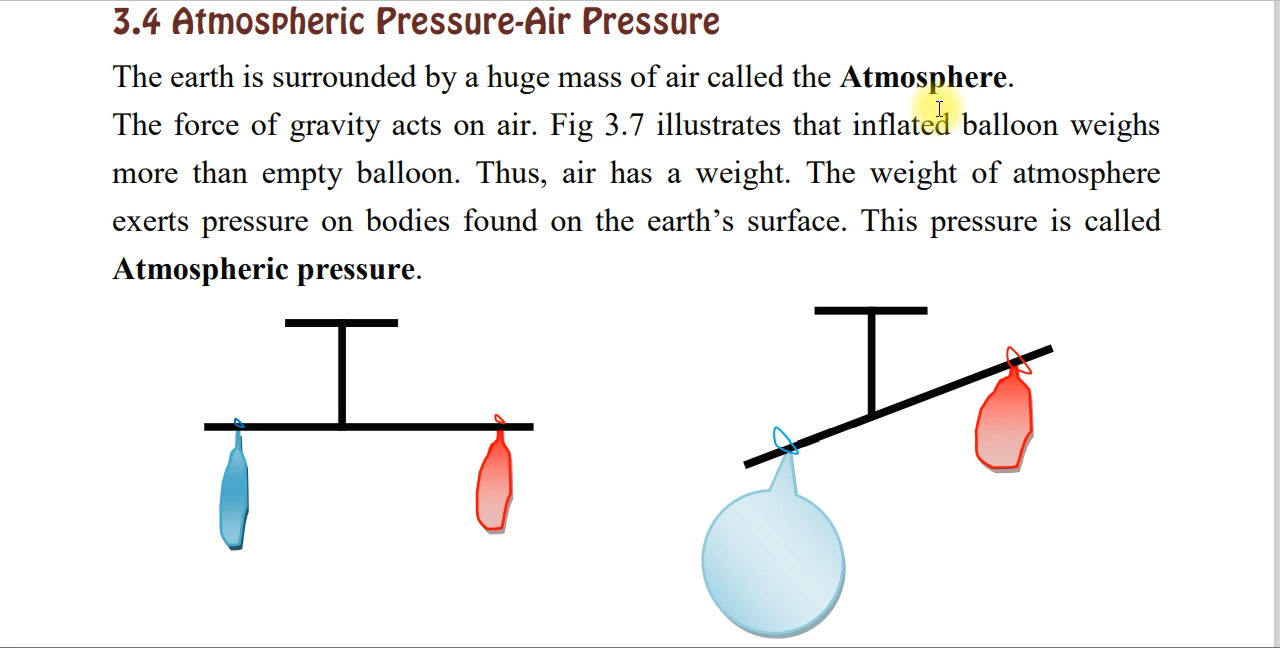 3.4 Atmospheric Pressure-Air Pressure
The earth is surrounded by a huge mass of air called the Atmosphere.
The force of gravity acts on air. Fig 3.7 illustrates that inflated balloon weighs
more than empty balloon. Thus, air has a weight. The weight of atmosphere
exerts pressure on bodies found on the earth’s surface. This pressure is called
Atmospheric pressure.